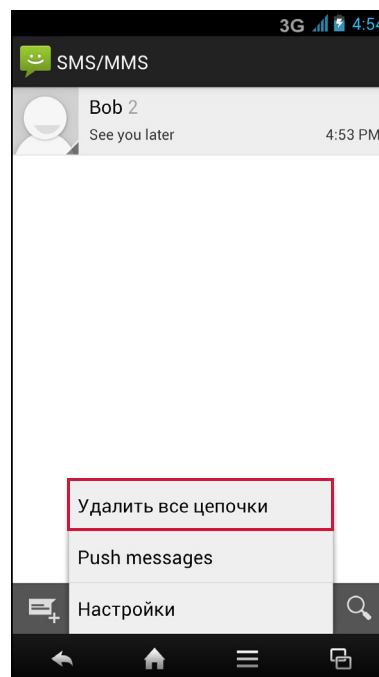 3G 4:54
SMS/MMS
Bob 2
See you later 4:53 PM
Удалить все цепочки
Push messages
Настройки